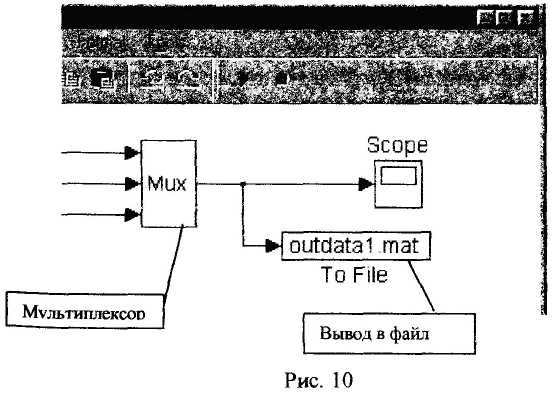 Scope
Mux
outdata1.mat
To File
Мультиплексор
Вывод в файл
Рис. 10